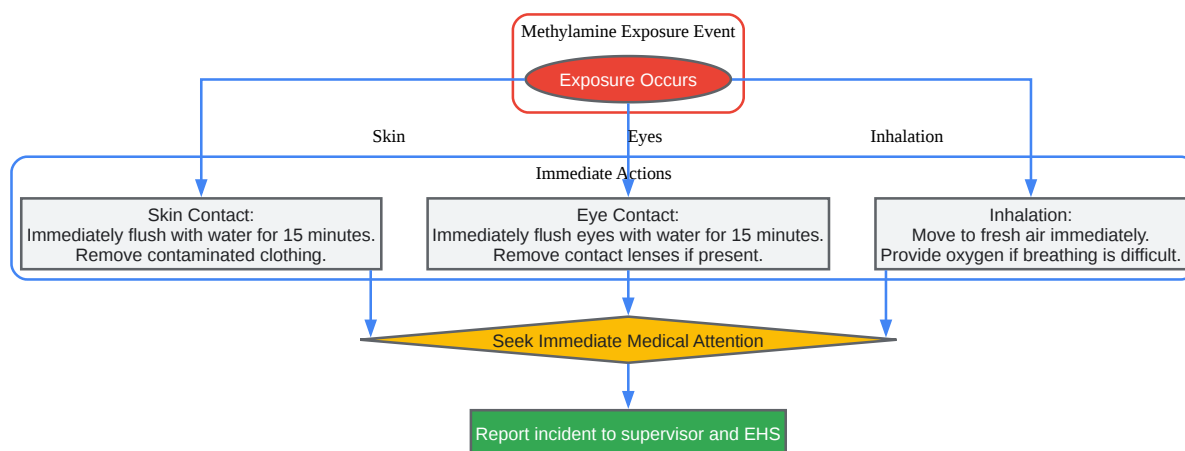 Methylamine Exposure Event
Exposure Occurs
Skin
Eyes
Inhalation
Immediate Actions
Skin Contact:
Immediately flush with water for 15 minutes.
Remove contaminated clothing.
Eye Contact:
Immediately flush eyes with water for 15 minutes.
Remove contact lenses if present.
Inhalation:
Move to fresh air immediately.
Provide oxygen if breathing is difficult.
Seek Immediate Medical Attention
Report incident to supervisor and EHS